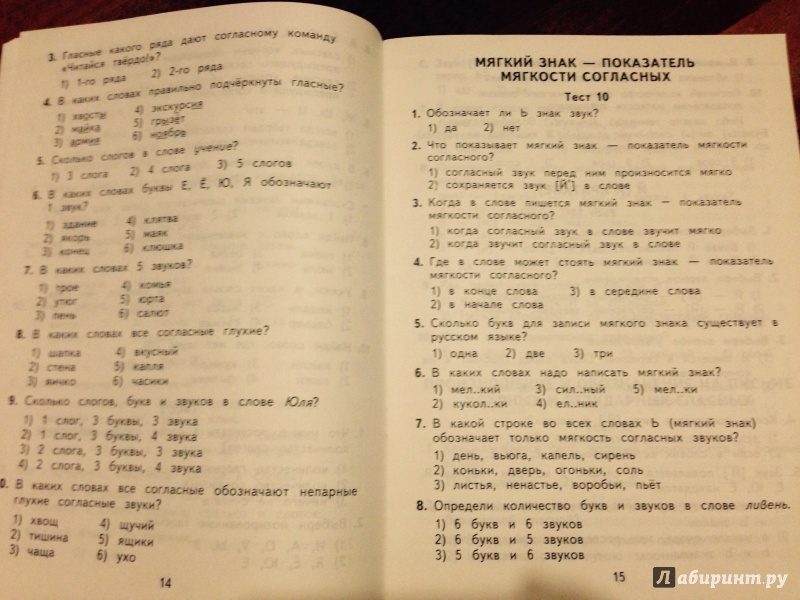 3. Гласные какого ряда дают согласному команду
«Читайся твёрдо!»?
1) 1-го ряда 2) 2-го ряда
4. В каких словах правильно подчёркнуты гласные?
1) хвосты 4) экскурсия
2) майка 5) грызёт
3) армия 6) ноябрь
5. Сколько слогов в слове учение?
1) 3 слога 2) 4 слога 3) 5 слогов
6. В каких словах буквы Е, Ё, Ю, Я обозначают
1 звук?
1) здание 4) клятва
2) якорь 5) маяк
3) конец 6) клюшка
7. В каких словах 5 звуков?
1) трое 4) комья
2) утюг 5) юрта
3) лень 6) салют
8. В каких словах все согласные глухие?
1) шапка 4) вкусный
2) стена 5) капля
3) яичко 6) часики
9. Сколько слогов, букв и звуков в слове Юля?
1) 1 слог, 3 буквы, 3 звука
2) 1 слог, 3 буквы, 4 звука
3) 2 слога, 3 буквы, 3 звука
4) 2 слога, 3 буквы, 4 звука
0. В каких словах все согласные обозначают непарные
глухие согласные звуки?
1) хвощ 4) щучий
2) тишина 5) ящики
3) чаща 6) ухо
14
МЯГКИЙ ЗНАК — ПОКАЗАТЕЛЬ
МЯГКОСТИ СОГЛАСНЫХ
Тест 10
1. Обозначает ли Ь знак звук?
1) да 2) нет
2. Что показывает мягкий знак — показатель мягкости
согласного?
1) согласный звук перед ним произносится мягко
2) сохраняется звук [Й'] в слове
3. Когда в слове пишется мягкий знак — показатель
мягкости согласного?
1) когда согласный звук в слове звучит мягко
2) когда звучит согласный звук в слове
4. Где в слове может стоять мягкий знак — показатель
мягкости согласного?
1) в конце слова 3) в середине слова
2) в начале слова
5. Сколько букв для записи мягкого знака существует в
русском языке?
1) одна 2) две 3) три
6. В каких словах надо написать мягкий знак?
1) мел..кий 3) сил..ный 5) мел..ки
2) кукол..ки 4) ел..ник
7. В какой строке во всех словах Ь (мягкий знак)
обозначает только мягкость согласных звуков?
1) день, вьюга, капель, сирень
2) коньки, дверь, огоньки, соль
3) листья, ненастье, воробьи, пьёт
8. Определи количество букв и звуков в слове ливень.
1) 6 букв и 6 звуков
2) 6 букв и 5 звуков
3) 5 букв и 6 звуков
15
Лабиринт.ру